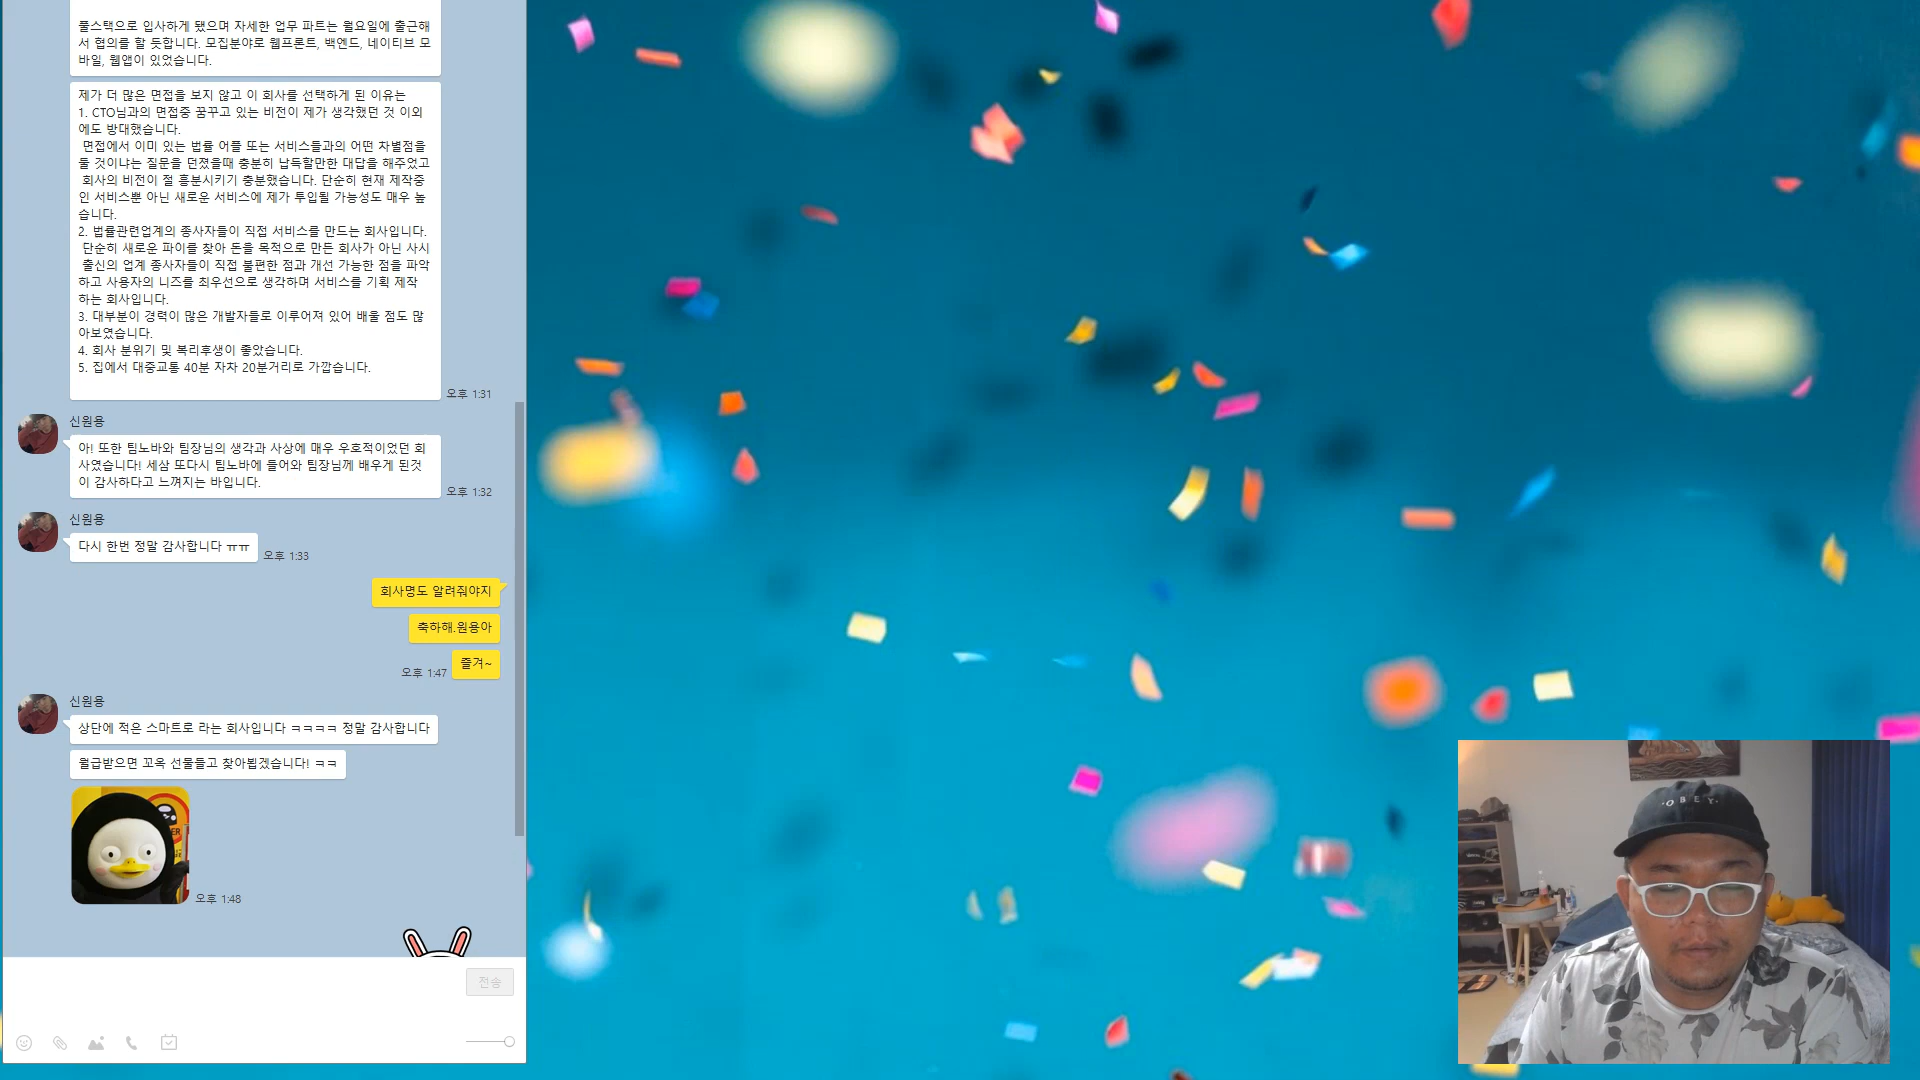 풀스택으로 입사하게 됐으며 자세한 업무 파트는 월요일에 출근해
서 협의를 할 듯합니다. 모집분야로 웹프론트, 백엔드, 네이티브 모
바일, 웹앱이 있었습니다.
제가 더 많은 면접을 보지 않고 이 회사를 선택하게 된 이유는
1. CTO님과의 면접중 꿈꾸고 있는 비전이 제가 생각했던 것 이외
에도 방대했습니다.
면접에서 이미 있는 법률 어플 또는 서비스들과의 어떤 차별점을
둘 것이냐는 질문을 던졌을때 충분히 납득할만한 대답을 해주었고
회사의 비전이 절 흥분시키기 충분했습니다. 단순히 현재 제작중
인 서비스뿐 아닌 새로운 서비스에 제가 투입될 가능성도 매우 높
습니다.
2. 법률관련업계의 종사자들이 직접 서비스를 만드는 회사입니다.
단순히 새로운 파이를 찾아 돈을 목적으로 만든 회사가 아닌 사시
출신의 업계 종사자들이 직접 불편한 점과 개선 가능한 점을 파악
하고 사용자의 니즈를 최우선으로 생각하며 서비스를 기획 제작
하는 회사입니다.
3. 대부분이 경력이 많은 개발자들로 이루어져 있어 배울 점도 많
아보였습니다.
4. 회사 분위기 및 복리후생이 좋았습니다.
5. 집에서 대중교통 40분 자차 20분거리로 가깝습니다.
오후 1:31
신원용
아! 또한 팀노바와 팀장님의 생각과 사상에 매우 우호적이었던 회
사였습니다! 세삼 또다시 팀노바에 들어와 팀장님께 배우게 된것
이 감사하다고 느껴지는 바입니다.
오후 1:32
신원용
다시 한번 정말 감사합니다 ㅠㅠ
오후 1:33
회사명도 알려줘야지
축하해.원용아
즐겨~
오후 1:47
신원용
상단에 적은 스마트로 라는 회사입니다 ㅋㅋㅋㅋ 정말 감사합니다
월급받으면 꼬옥 선물들고 찾아뵙겠습니다! ㅋㅋ
오후 1:48
전송
OBEY